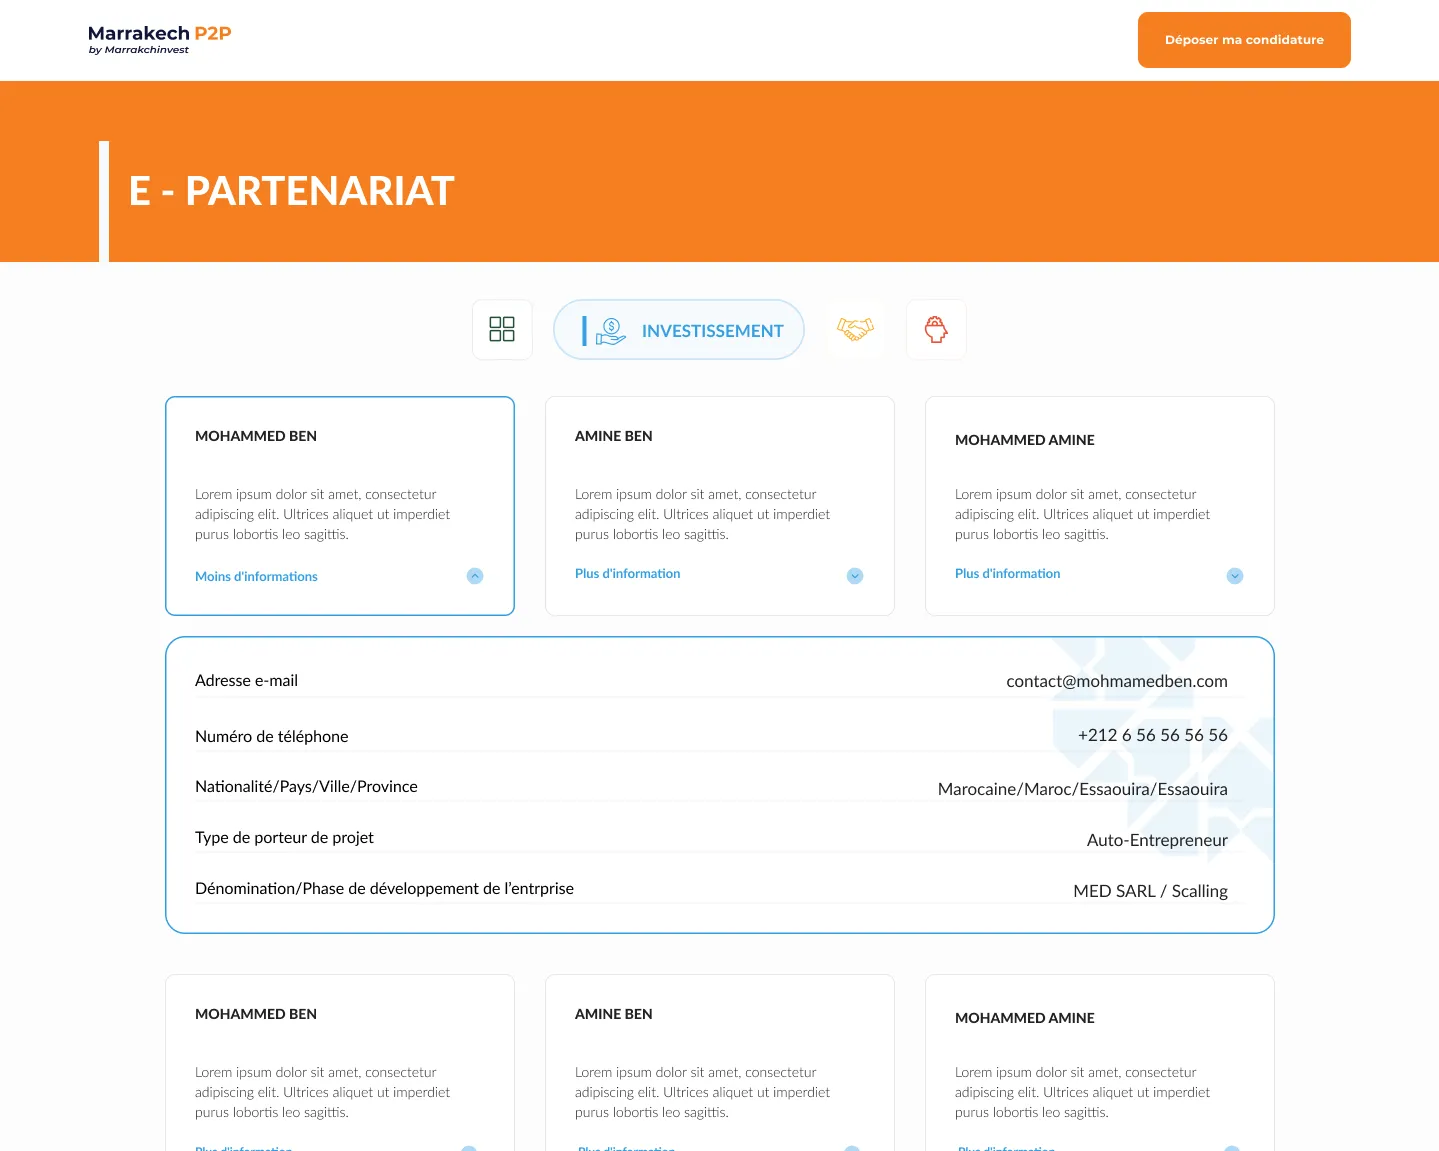 Marrakech P2P
by Marrakchinvest
Déposer ma condidature
E - PARTENARIAT
INVESTISSEMENT
MOHAMMED BEN
Lorem ipsum dolor sit amet, consectetur
adipiscing elit. Ultrices aliquet ut imperdiet
purus lobortis leo sagittis.
Moins d'informations
AMINE BEN
Lorem ipsum dolor sit amet, consectetur
adipiscing elit. Ultrices aliquet ut imperdiet
purus lobortis leo sagittis.
Plus d'information
MOHAMMED AMINE
Lorem ipsum dolor sit amet, consectetur
adipiscing elit. Ultrices aliquet ut imperdiet
purus lobortis leo sagittis.
Plus d'information
Adresse e-mail contact@mohmamedben.com
Numéro de téléphone +212 6 56 56 56 56
Nationalité/Pays/Ville/Province Marocaine/Maroc/Essaouira/Essaouira
Type de porteur de projet Auto-Entrepreneur
Dénomination/Phase de développement de l’entrprise MED SARL / Scalling
MOHAMMED BEN
Lorem ipsum dolor sit amet, consectetur
adipiscing elit. Ultrices aliquet ut imperdiet
purus lobortis leo sagittis.
Plus d'information
AMINE BEN
Lorem ipsum dolor sit amet, consectetur
adipiscing elit. Ultrices aliquet ut imperdiet
purus lobortis leo sagittis.
Plus d'information
MOHAMMED AMINE
Lorem ipsum dolor sit amet, consectetur
adipiscing elit. Ultrices aliquet ut imperdiet
purus lobortis leo sagittis.
Plus d'information